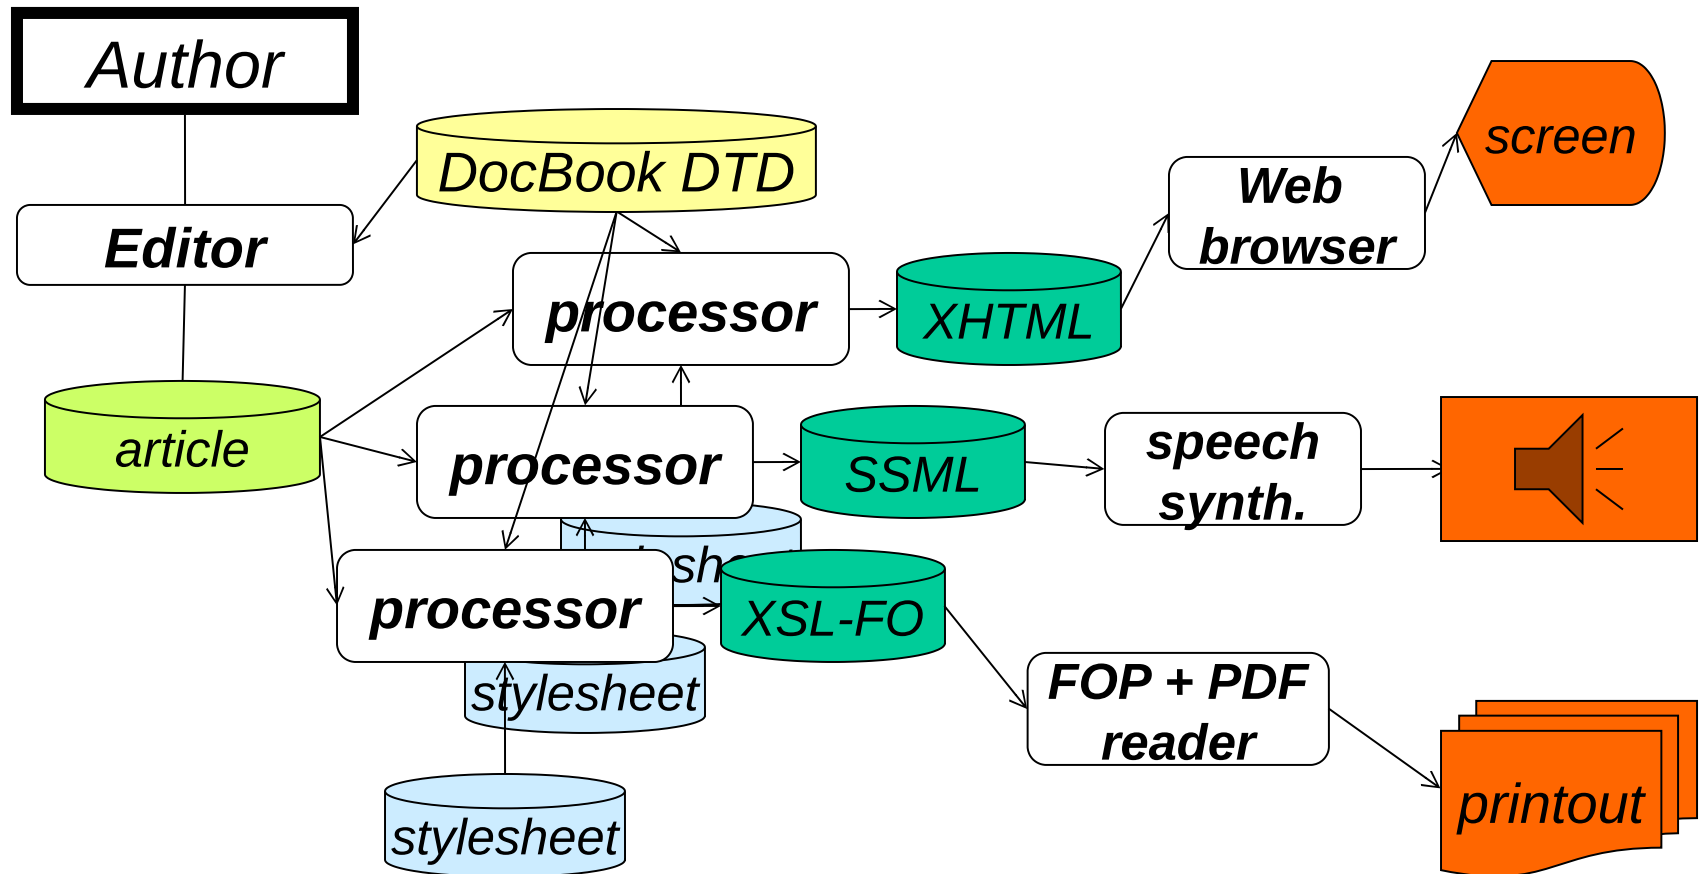 Author
DocBook DTD
screen
Web
browser
Editor
processor
XHTML
article
processor
SSML
speech
synth.
processor
XSL-FO
stylesheet
FOP + PDF
reader
stylesheet
printout